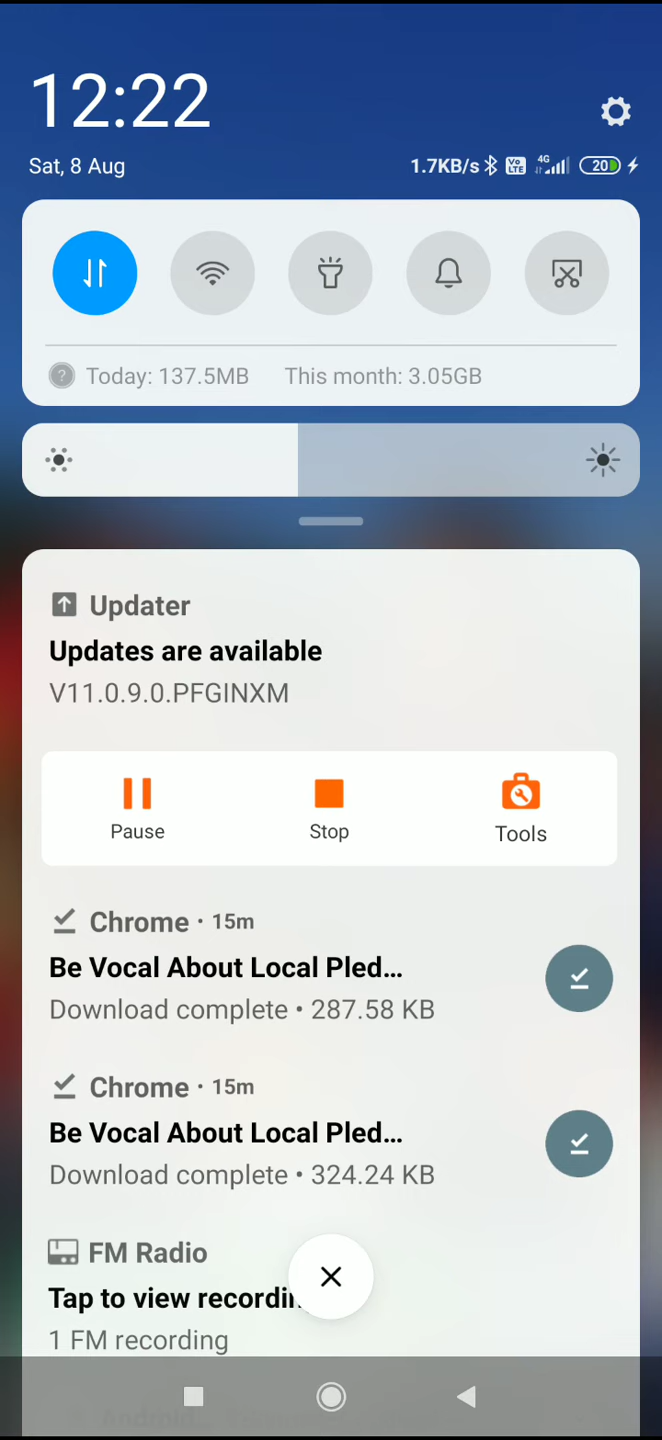 12:22
Sat, 8 Aug
1.7KB/s Vo LTE 4G 20
Today: 137.5MB This month: 3.05GB
Updater
Updates are available
V11.0.9.0.PFGINXM
Pause Stop Tools
Chrome · 15m
Be Vocal About Local Pled...
Download complete • 287.58 KB
Chrome · 15m
Be Vocal About Local Pled...
Download complete • 324.24 KB
FM Radio
Tap to view recordin
1 FM recording